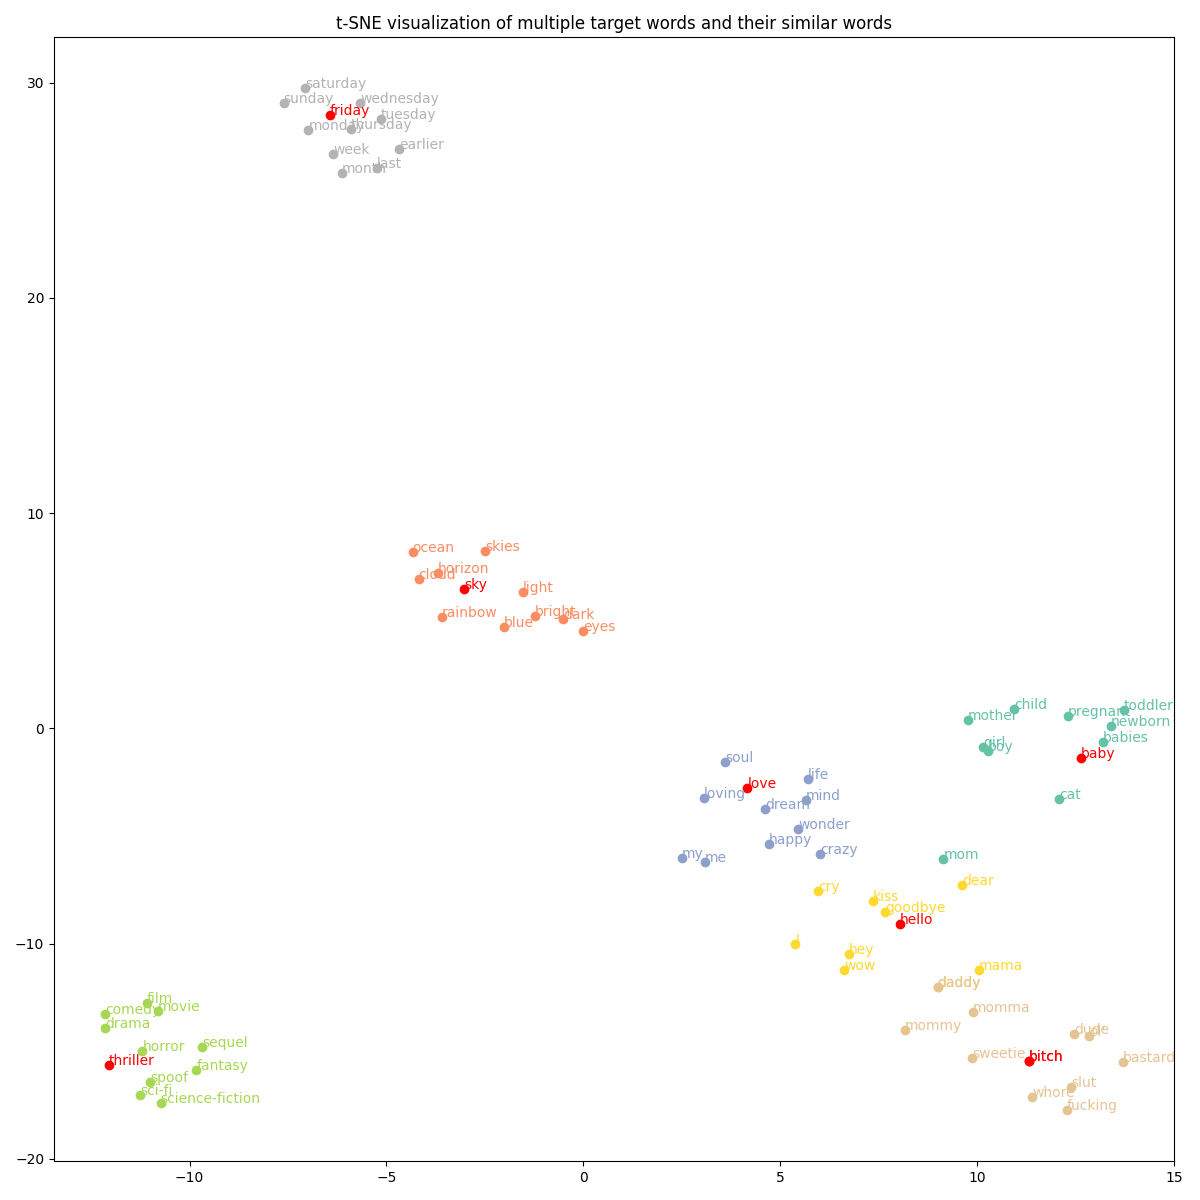 t-SNE visualization of multiple target words and their similar words
30
20
10
0
−10
−20
−10
−5
0
5
10
15
saturday
sunday
wednesday
friday
tuesday
monday
thursday
earlier
week
last
month
ocean
skies
horizon
cloud
sky
light
rainbow
bright
dark
blue
eyes
child
toddler
mother
pregnant
newborn
girl
boy
babies
baby
cat
mom
soul
life
love
loving
mind
dream
wonder
happy
crazy
my
me
cry
dear
kiss
goodbye
hello
hey
wow
mama
daddy
momma
mommy
dude
sweetie
bitch
bastard
slut
whore
fucking
film
movie
comedy
drama
sequel
horror
thriller
fantasy
spoof
sci-fi
science-fiction